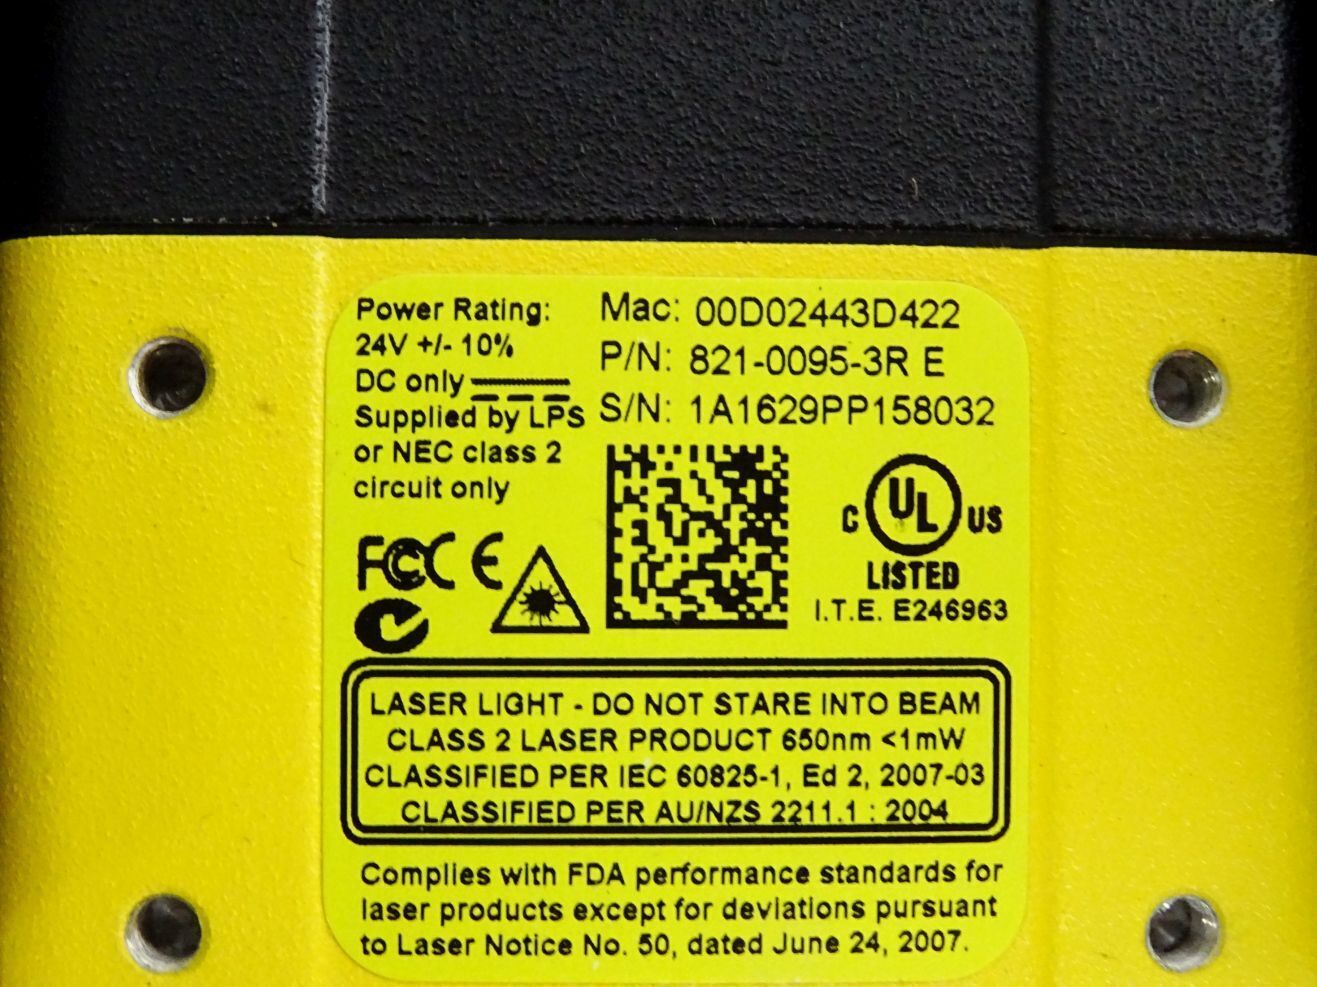 Power Rating:
24V +/- 10%
DC only
Supplied by LPS
or NEC class 2
circuit only
Mac: 00D02443D422
P/N: 821-0095-3R E
S/N: 1A1629PP158032
FCC CE
C UL US
LISTED
I.T.E. E246963
LASER LIGHT - DO NOT STARE INTO BEAM
CLASS 2 LASER PRODUCT 650nm <1mW
CLASSIFIED PER IEC 60825-1, Ed 2, 2007-03
CLASSIFIED PER AU/NZS 2211.1 : 2004
Complies with FDA performance standards for
laser products except for deviations pursuant
to Laser Notice No. 50, dated June 24, 2007.